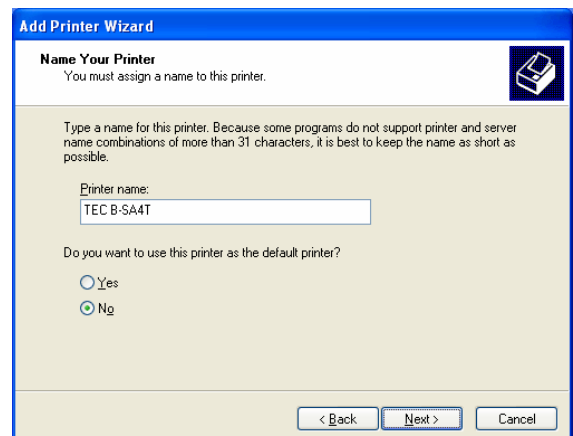 Add Printer Wizard
Name Your Printer
You must assign a name to this printer.
Type a name for this printer. Because some programs do not support printer and server
name combinations of more than 31 characters, it is best to keep the name as short as
possible.
Printer name:
TEC B-SA4T
Do you want to use this printer as the default printer?
Yes
No
< Back Next > Cancel